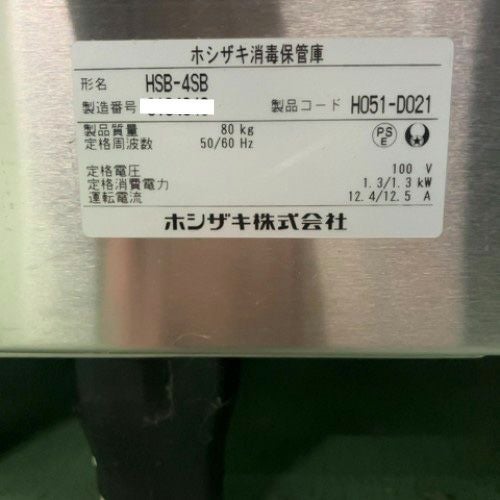 ホシザキ消毒保管庫
形名 HSB-4SB
製造番号 製品コード H051-D021
製品質量 80 kg
定格周波数 50/60 Hz
PS
E
定格電圧 100 V
定格消費電力 1.3/1.3 kW
運転電流 12.4/12.5 A
ホシザキ株式会社